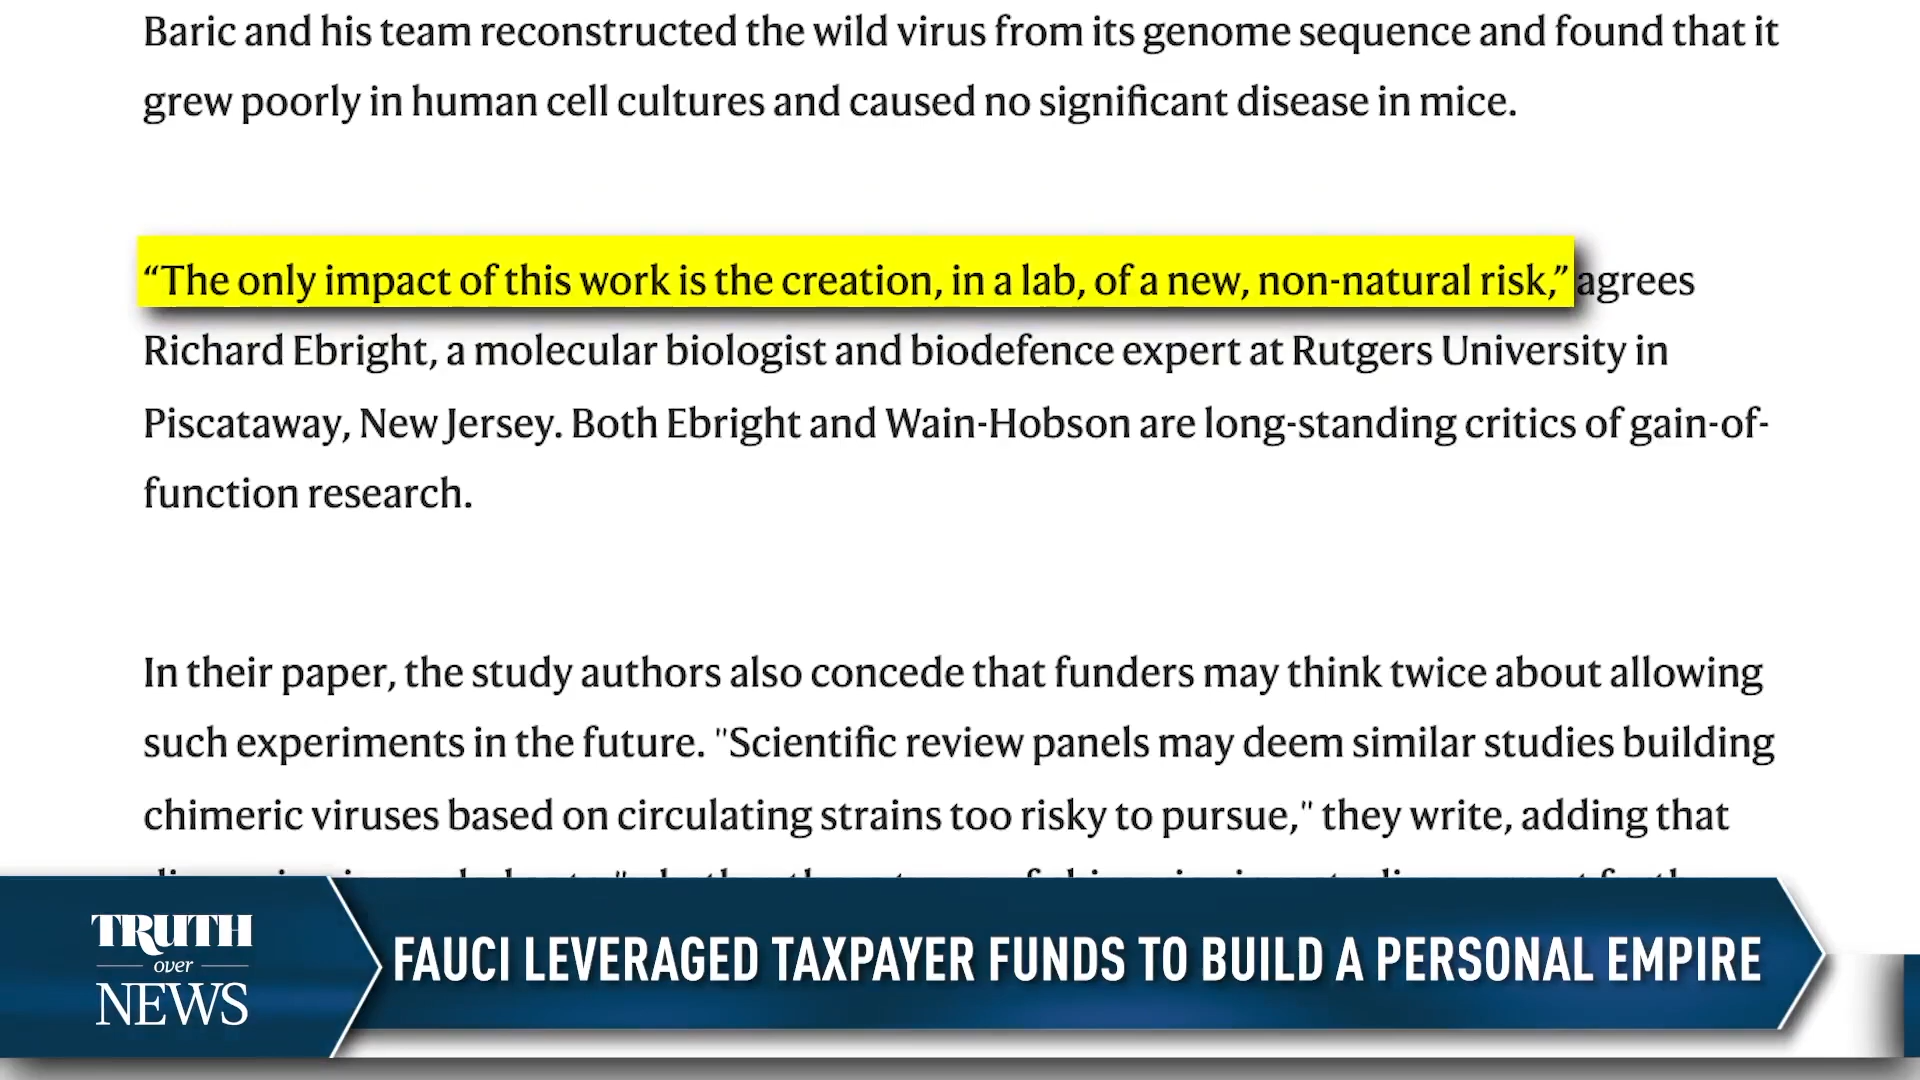 Baric and his team reconstructed the wild virus from its genome sequence and found that it
grew poorly in human cell cultures and caused no significant disease in mice.
“The only impact of this work is the creation, in a lab, of a new, non-natural risk,” agrees
Richard Ebright, a molecular biologist and biodefence expert at Rutgers University in
Piscataway, New Jersey. Both Ebright and Wain-Hobson are long-standing critics of gain-of-
function research.
In their paper, the study authors also concede that funders may think twice about allowing
such experiments in the future. "Scientific review panels may deem similar studies building
chimeric viruses based on circulating strains too risky to pursue," they write, adding that
TRUTH
over
NEWS
FAUCI LEVERAGED TAXPAYER FUNDS TO BUILD A PERSONAL EMPIRE